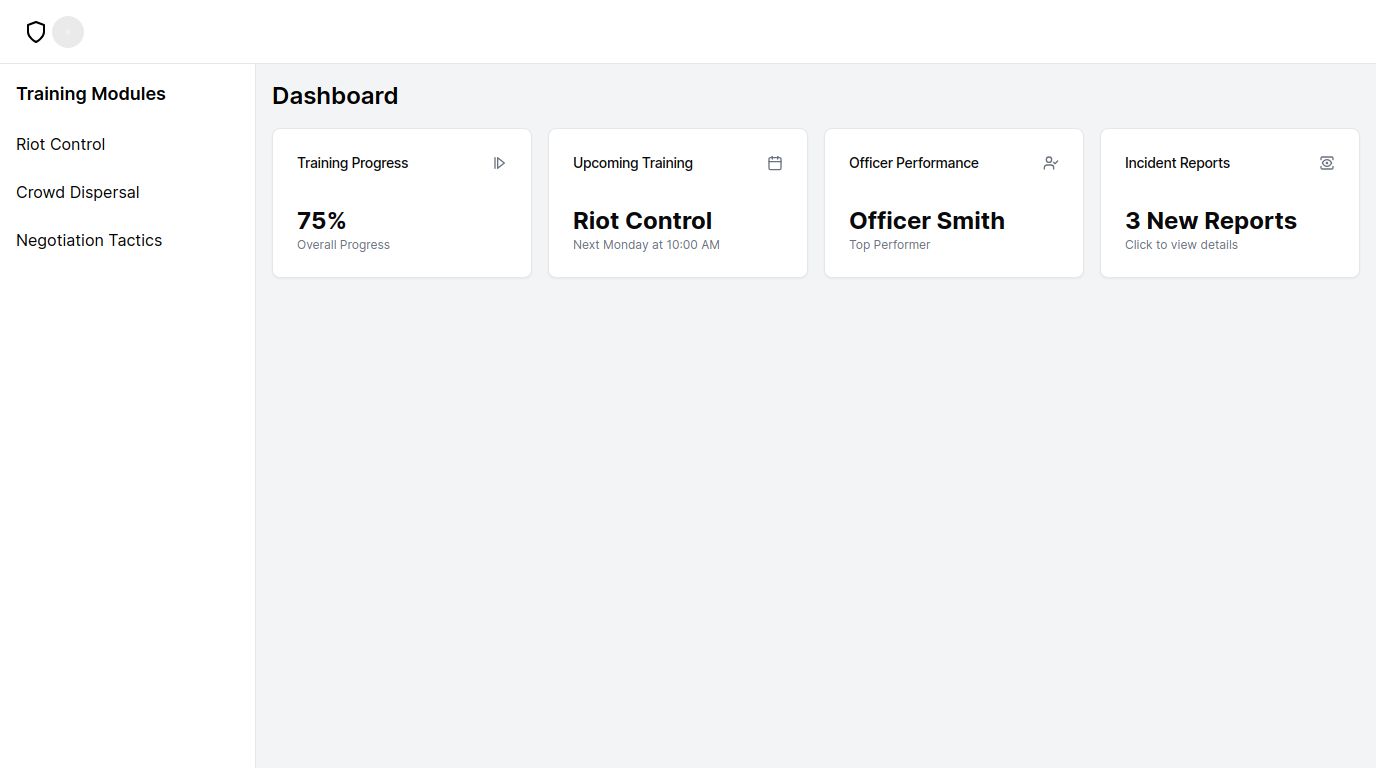 Training Modules
Riot Control
Crowd Dispersal
Negotiation Tactics
Dashboard
Training Progress
75%
Overall Progress
Upcoming Training
Riot Control
Next Monday at 10:00 AM
Officer Performance
Officer Smith
Top Performer
Incident Reports
3 New Reports
Click to view details